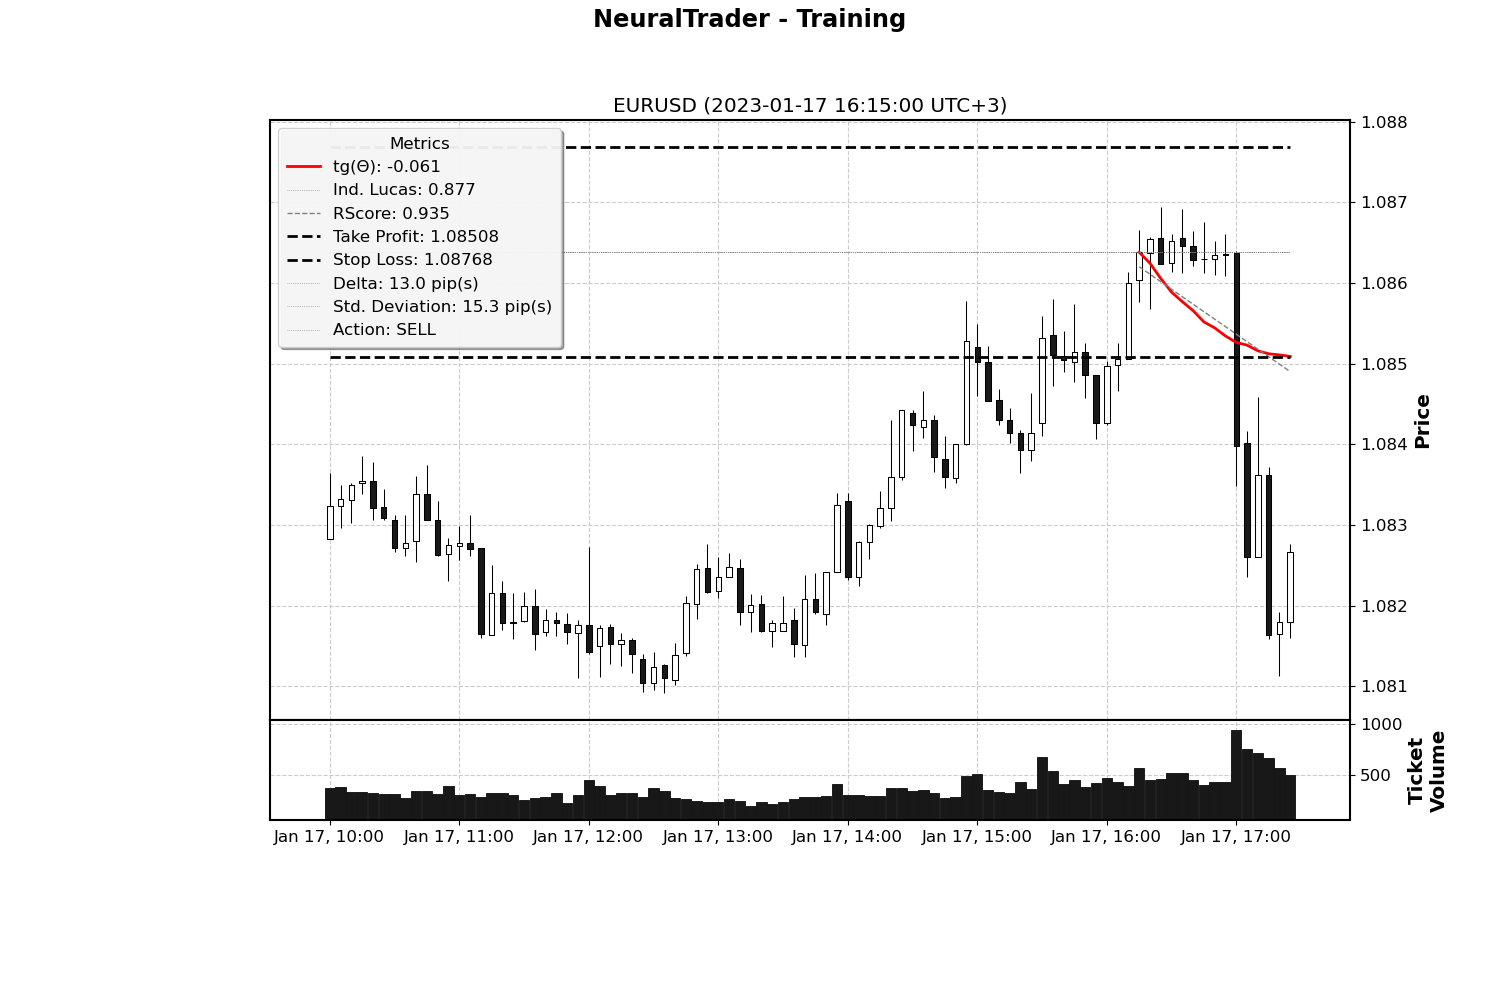 NeuralTrader - Training
EURUSD (2023-01-17 16:15:00 UTC+3)
Metrics
tg(Θ): -0.061
Ind. Lucas: 0.877
RScore: 0.935
Take Profit: 1.08508
Stop Loss: 1.08768
Delta: 13.0 pip(s)
Std. Deviation: 15.3 pip(s)
Action: SELL
1.088
1.087
1.086
1.085
1.084
1.083
1.082
1.081
Price
1000
500
Ticket
Volume
Jan 17, 10:00 Jan 17, 11:00 Jan 17, 12:00 Jan 17, 13:00 Jan 17, 14:00 Jan 17, 15:00 Jan 17, 16:00 Jan 17, 17:00